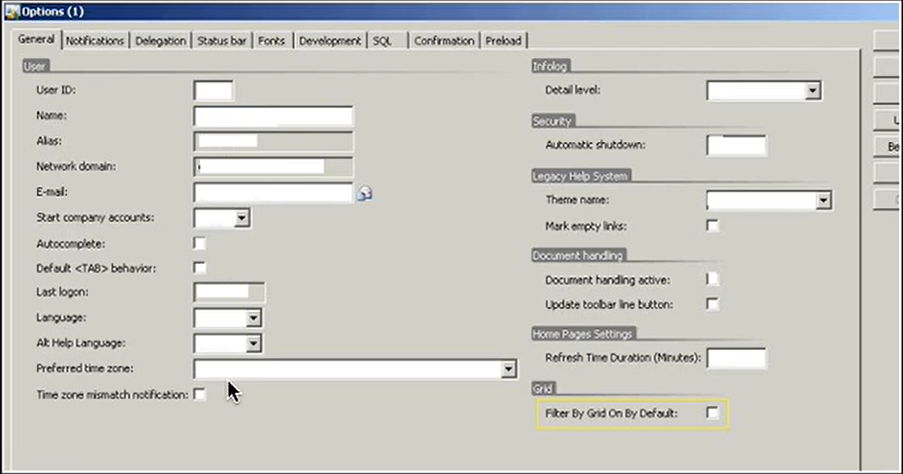 Options (1)
General Notifications Delegation Status bar Fonts Development SQL Confirmation Preload
User
User ID:
Name:
Alias:
Network domain:
E-mail:
Start company accounts:
Autocomplete:
Default <TAB> behavior:
Last logon:
Language:
Alt Help Language:
Preferred time zone:
Time zone mismatch notification:
Infolog
Detail level:
Security
Automatic shutdown:
Legacy Help System
Theme name:
Mark empty links:
Document handling
Document handling active:
Update toolbar line button:
Home Pages Settings
Refresh Time Duration (Minutes):
Grid
Filter By Grid On By Default: